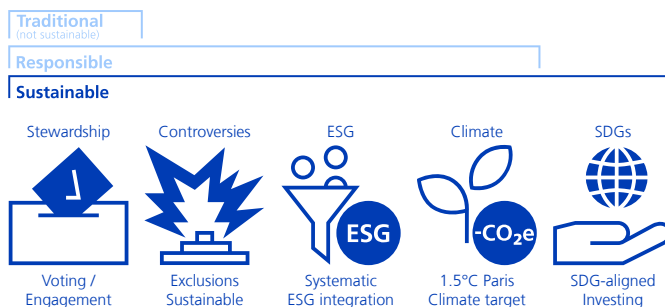 Traditional
(not sustainable)
Responsible
Sustainable
Stewardship
Controversies
ESG
Climate
SDGs
ESG
-CO₂e
Voting /
Engagement
Exclusions
Sustainable
Systematic
ESG integration
1.5°C Paris
Climate target
SDG-aligned
Investing